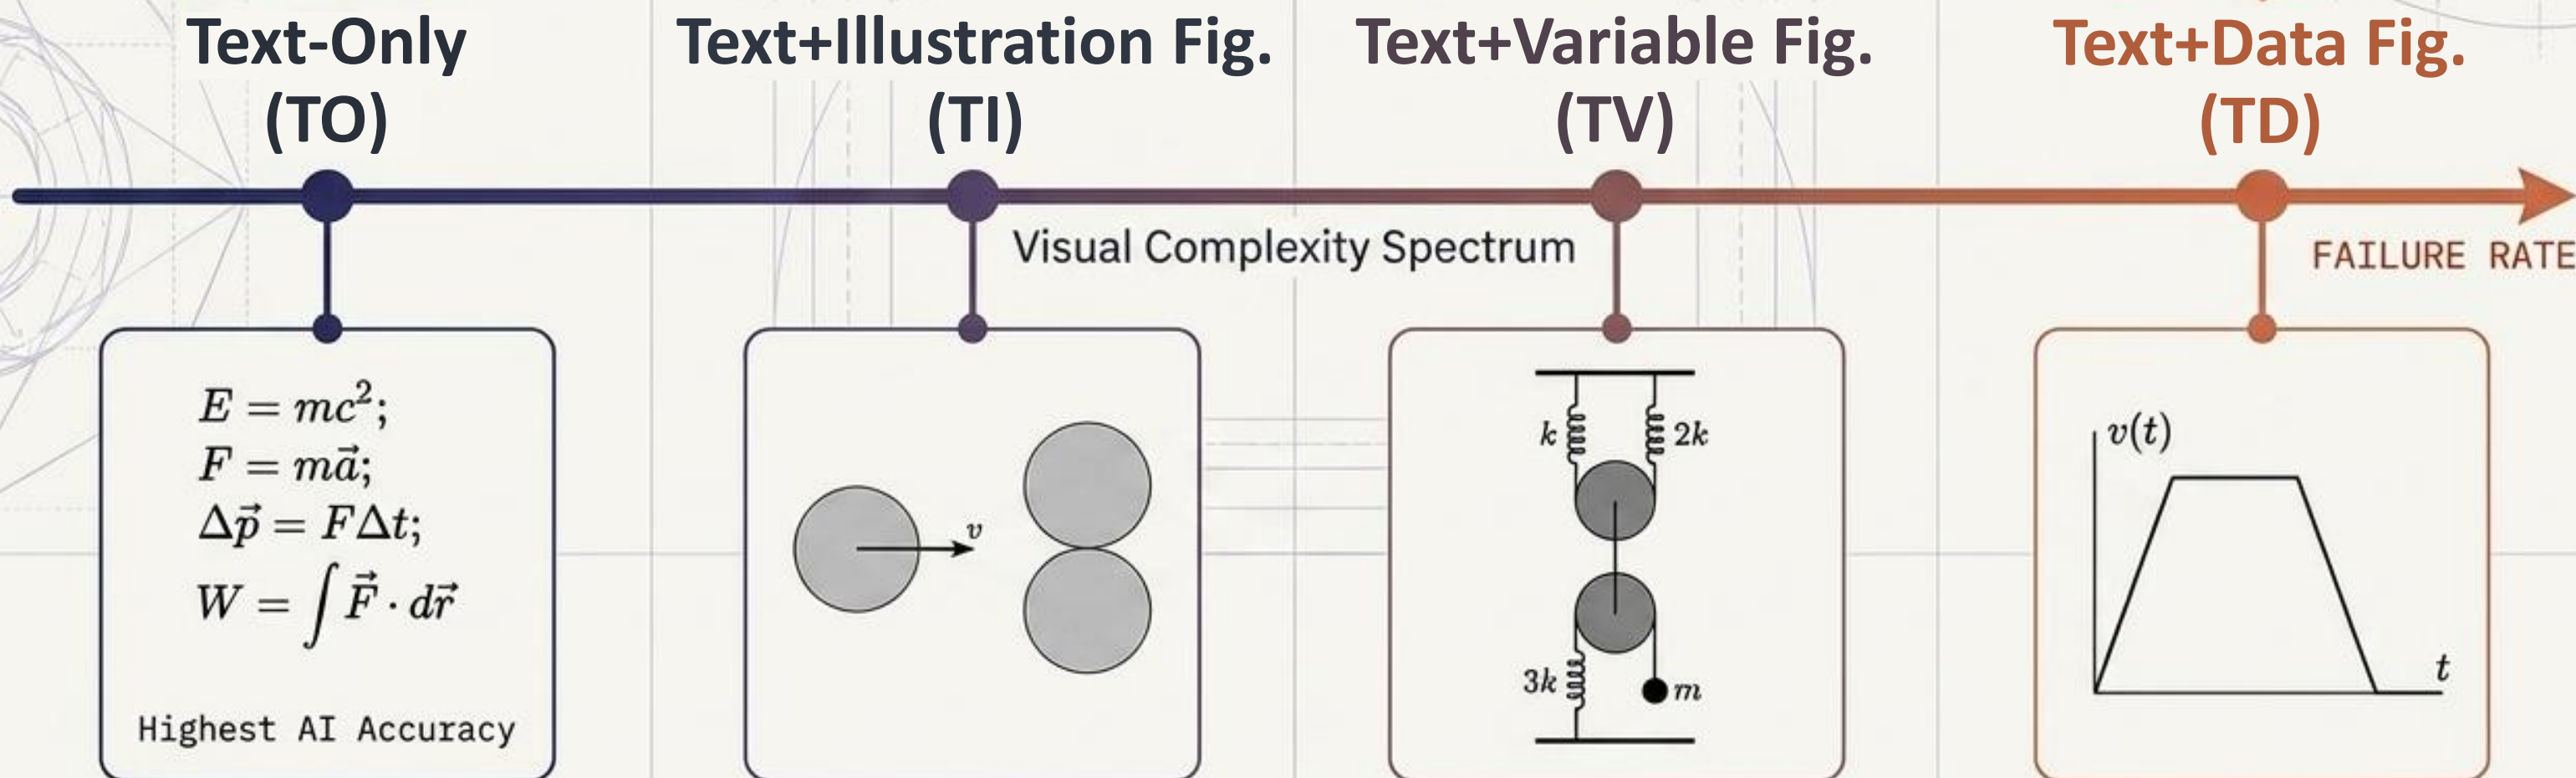 Text-Only
(TO)
Text+Illustration Fig.
(TI)
Text+Variable Fig.
(TV)
Text+Data Fig.
(TD)
Visual Complexity Spectrum
FAILURE RATE
E = mc²;
F = ma⃗;
Δp⃗ = FΔt;
W = ∫ F⃗ · dr⃗
Highest AI Accuracy
v
k
2k
3k
m
v(t)
t